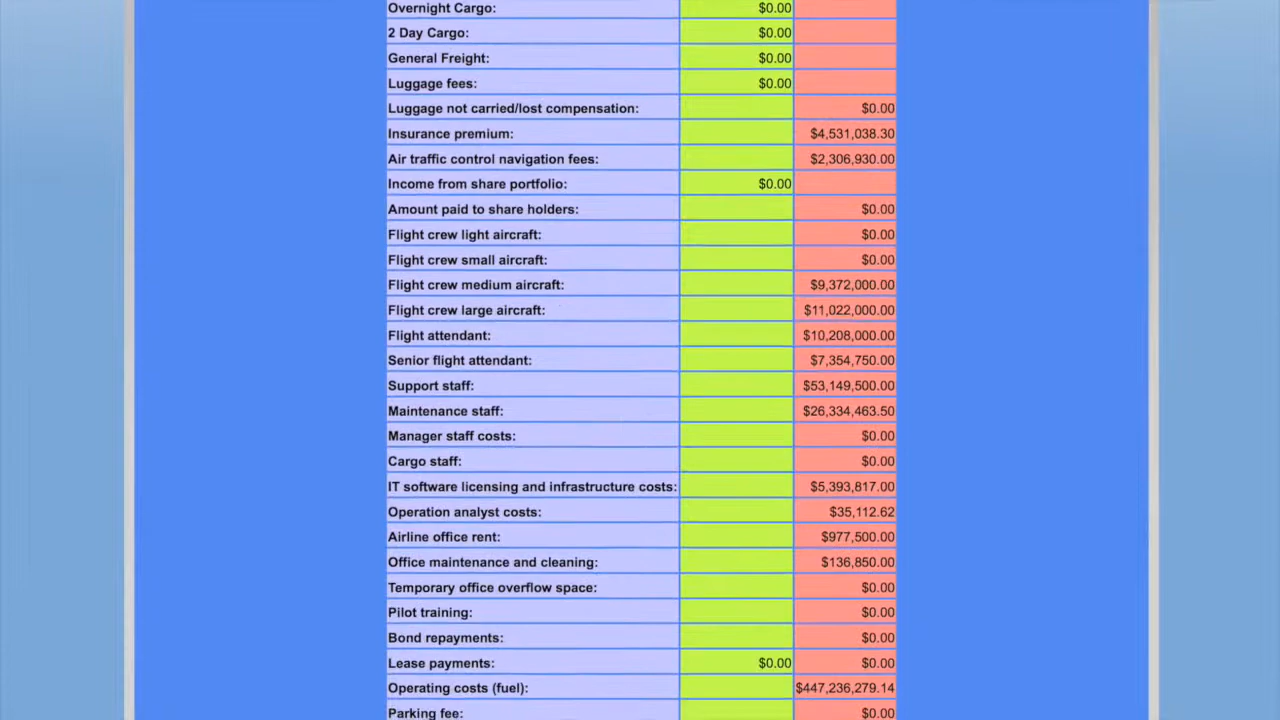 Overnight Cargo: $0.00
2 Day Cargo: $0.00
General Freight: $0.00
Luggage fees: $0.00
Luggage not carried/lost compensation: $0.00
Insurance premium: $4,531,038.30
Air traffic control navigation fees: $2,306,930.00
Income from share portfolio: $0.00
Amount paid to share holders: $0.00
Flight crew light aircraft: $0.00
Flight crew small aircraft: $0.00
Flight crew medium aircraft: $9,372,000.00
Flight crew large aircraft: $11,022,000.00
Flight attendant: $10,208,000.00
Senior flight attendant: $7,354,750.00
Support staff: $53,149,500.00
Maintenance staff: $26,334,463.50
Manager staff costs: $0.00
Cargo staff: $0.00
IT software licensing and infrastructure costs: $5,393,817.00
Operation analyst costs: $35,112.62
Airline office rent: $977,500.00
Office maintenance and cleaning: $136,850.00
Temporary office overflow space: $0.00
Pilot training: $0.00
Bond repayments: $0.00
Lease payments: $0.00 $0.00
Operating costs (fuel): $447,236,279.14
Parking fee: $0.00